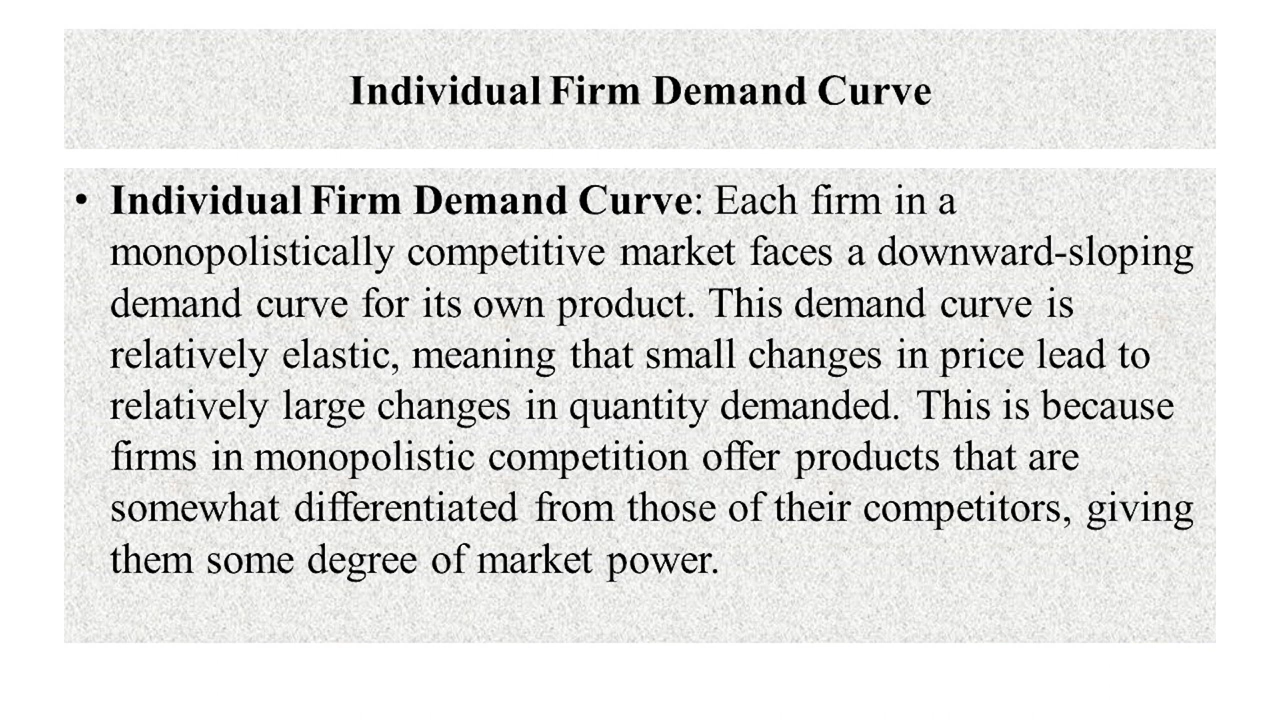 Individual Firm Demand Curve
• Individual Firm Demand Curve: Each firm in a
monopolistically competitive market faces a downward-sloping
demand curve for its own product. This demand curve is
relatively elastic, meaning that small changes in price lead to
relatively large changes in quantity demanded. This is because
firms in monopolistic competition offer products that are
somewhat differentiated from those of their competitors, giving
them some degree of market power.